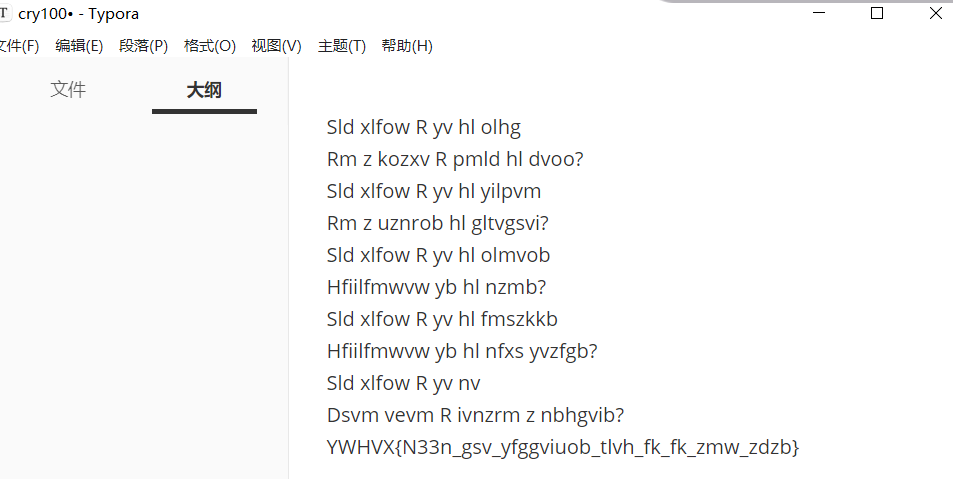 cry100• - Typora
文件(F) 编辑(E) 段落(P) 格式(O) 视图(V) 主题(T) 帮助(H)
文件 大纲
Sld xlfow R yv hl olhg
Rm z kozxv R pmld hl dvoo?
Sld xlfow R yv hl yilpvm
Rm z uznrob hl gltvgsvi?
Sld xlfow R yv hl olmvob
Hfiilfmwvw yb hl nzmb?
Sld xlfow R yv hl fmszkkb
Hfiilfmwvw yb hl nfxs yvzfgb?
Sld xlfow R yv nv
Dsvm vevm R ivnzrm z nbhgvib?
YWHVX{N33n_gsv_yfggviuob_tlvh_fk_fk_zmw_zdzb}